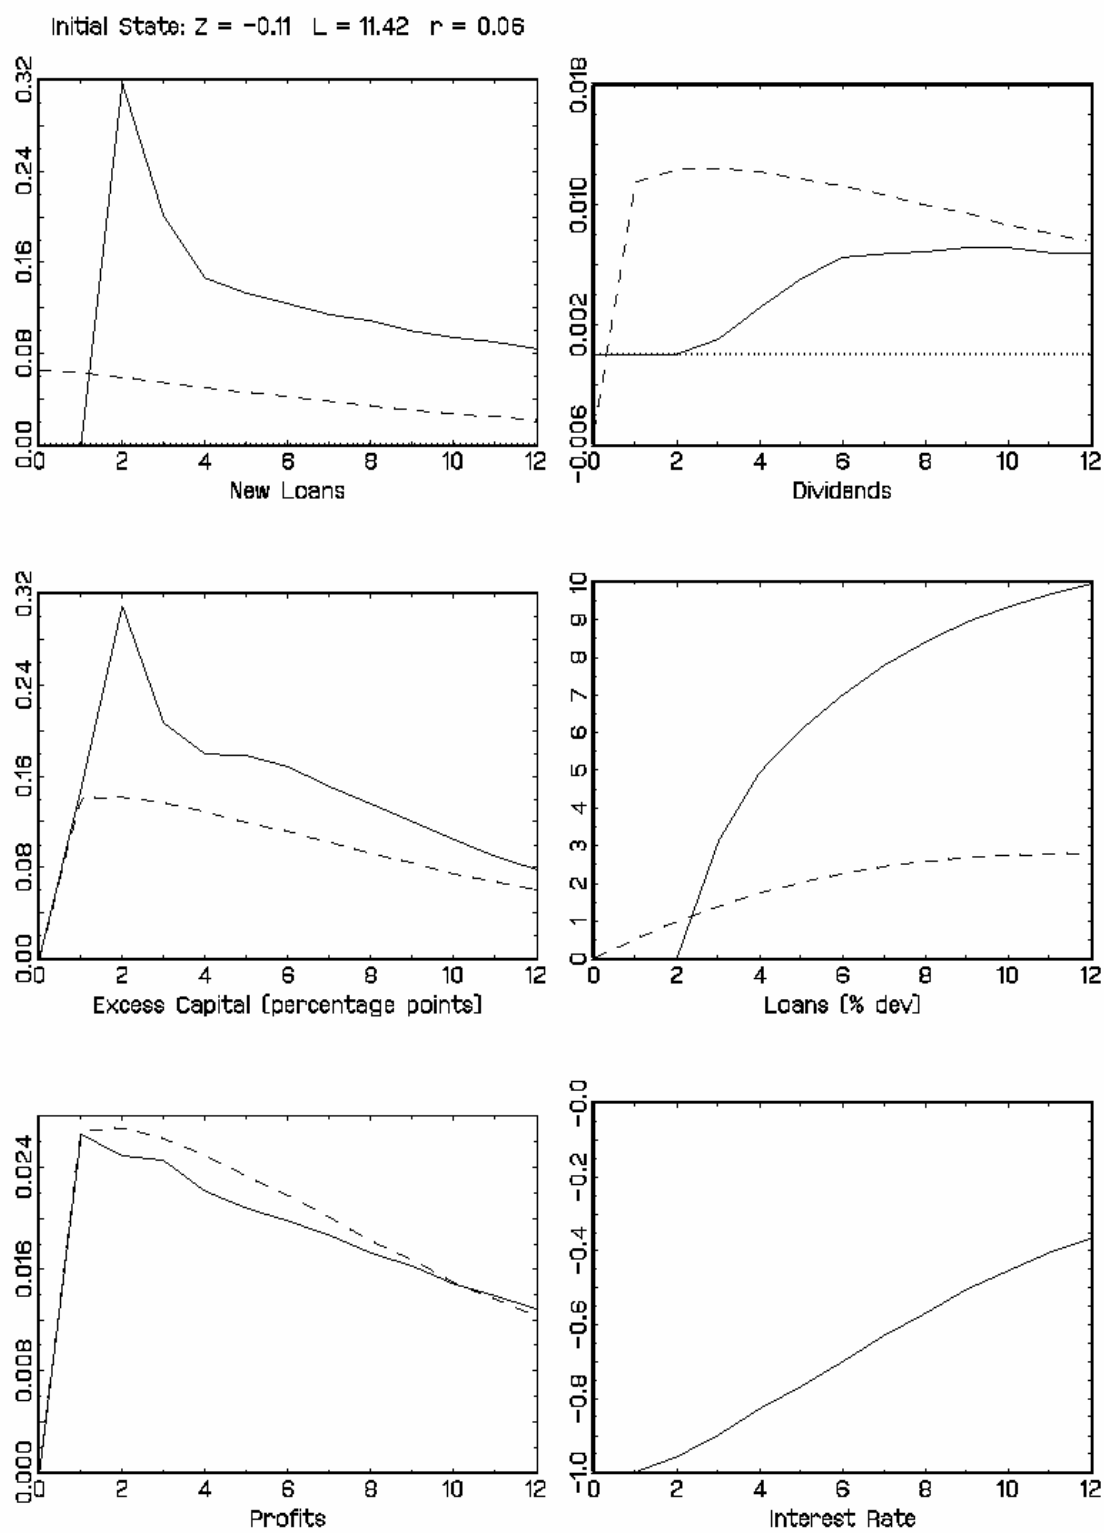 Initial State: Z = -0.11 L = 11.42 r = 0.06
0.32
0.24
0.16
0.08
0.0
0 2 4 6 8 10 12
New Loans
0.018
0.010
0.002
-0.006
0 2 4 6 8 10 12
Dividends
0.32
0.24
0.16
0.08
0.00
0 2 4 6 8 10 12
Excess Capital [percentage points]
10
9
8
7
6
5
4
3
2
1
0
0 2 4 6 8 10 12
Loans [% dev]
0.024
0.016
0.008
0.000
0 2 4 6 8 10 12
Profits
-0.0
-0.2
-0.4
-0.6
-0.8
-1.0
0 2 4 6 8 10 12
Interest Rate